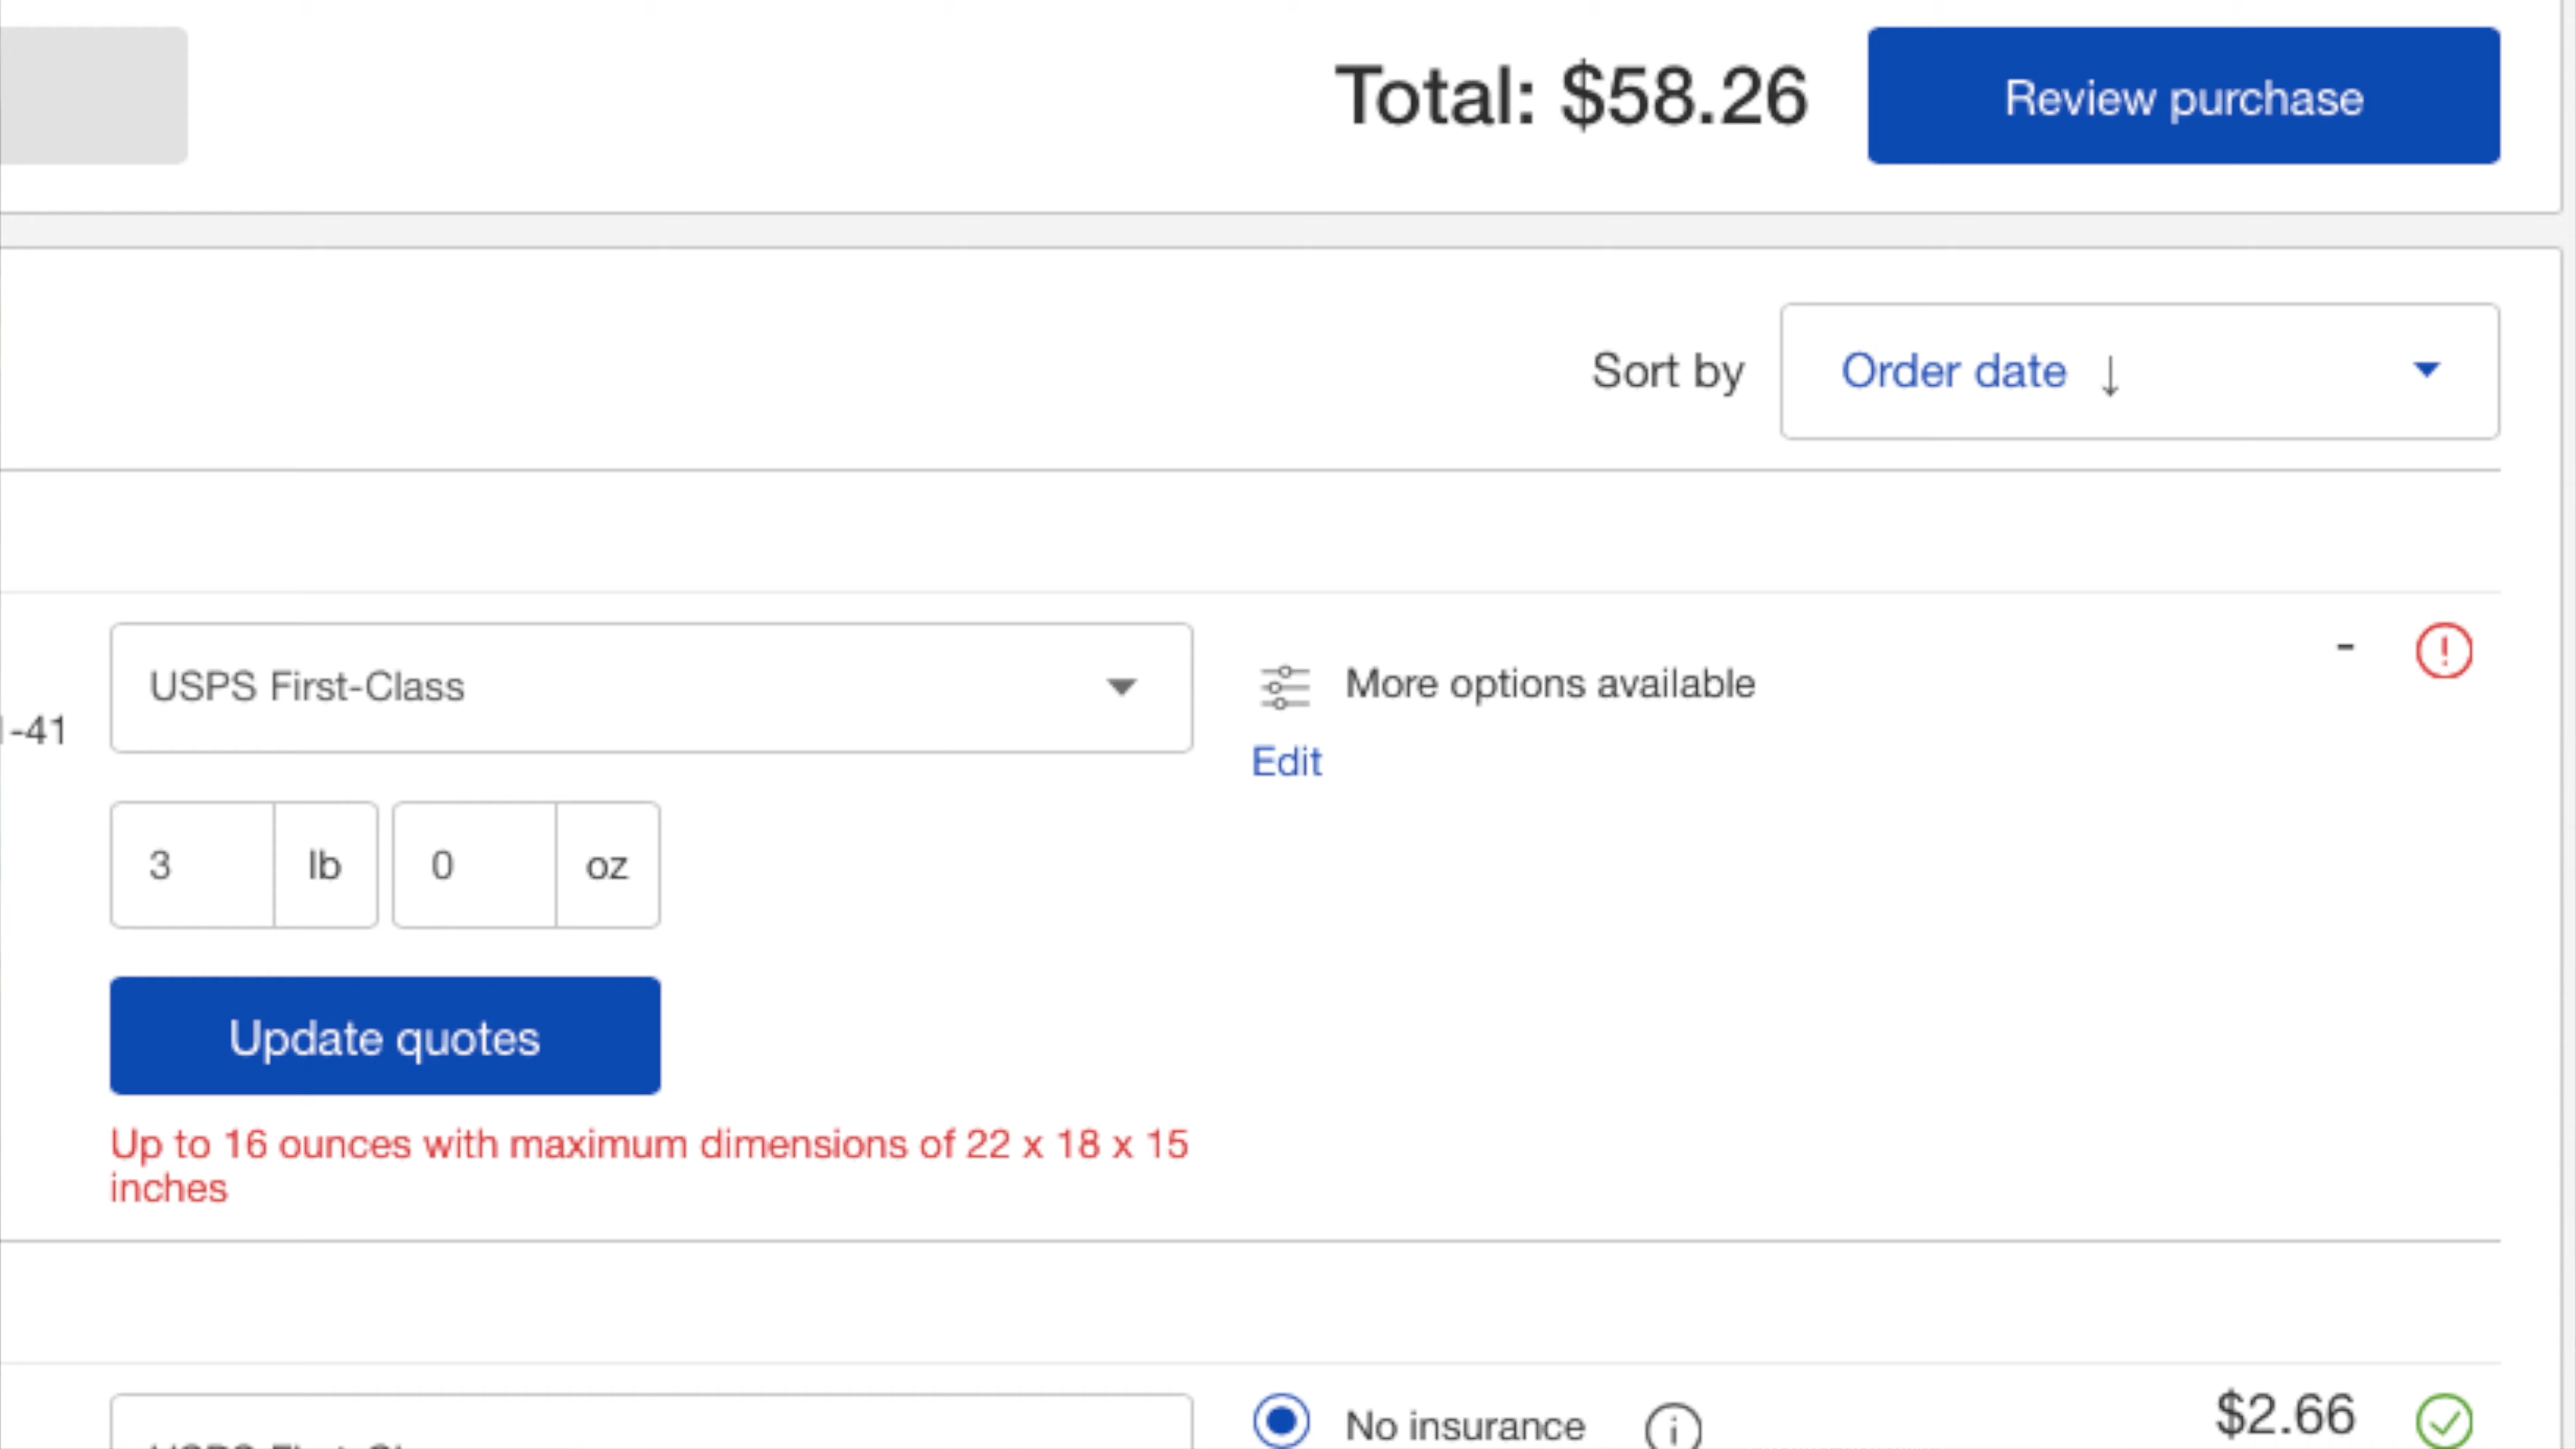 Total: $58.26
Review purchase
Sort by
Order date ↓
USPS First-Class
More options available
-
-41
Edit
3
lb
0
oz
Update quotes
Up to 16 ounces with maximum dimensions of 22 x 18 x 15
inches
No insurance
$2.66